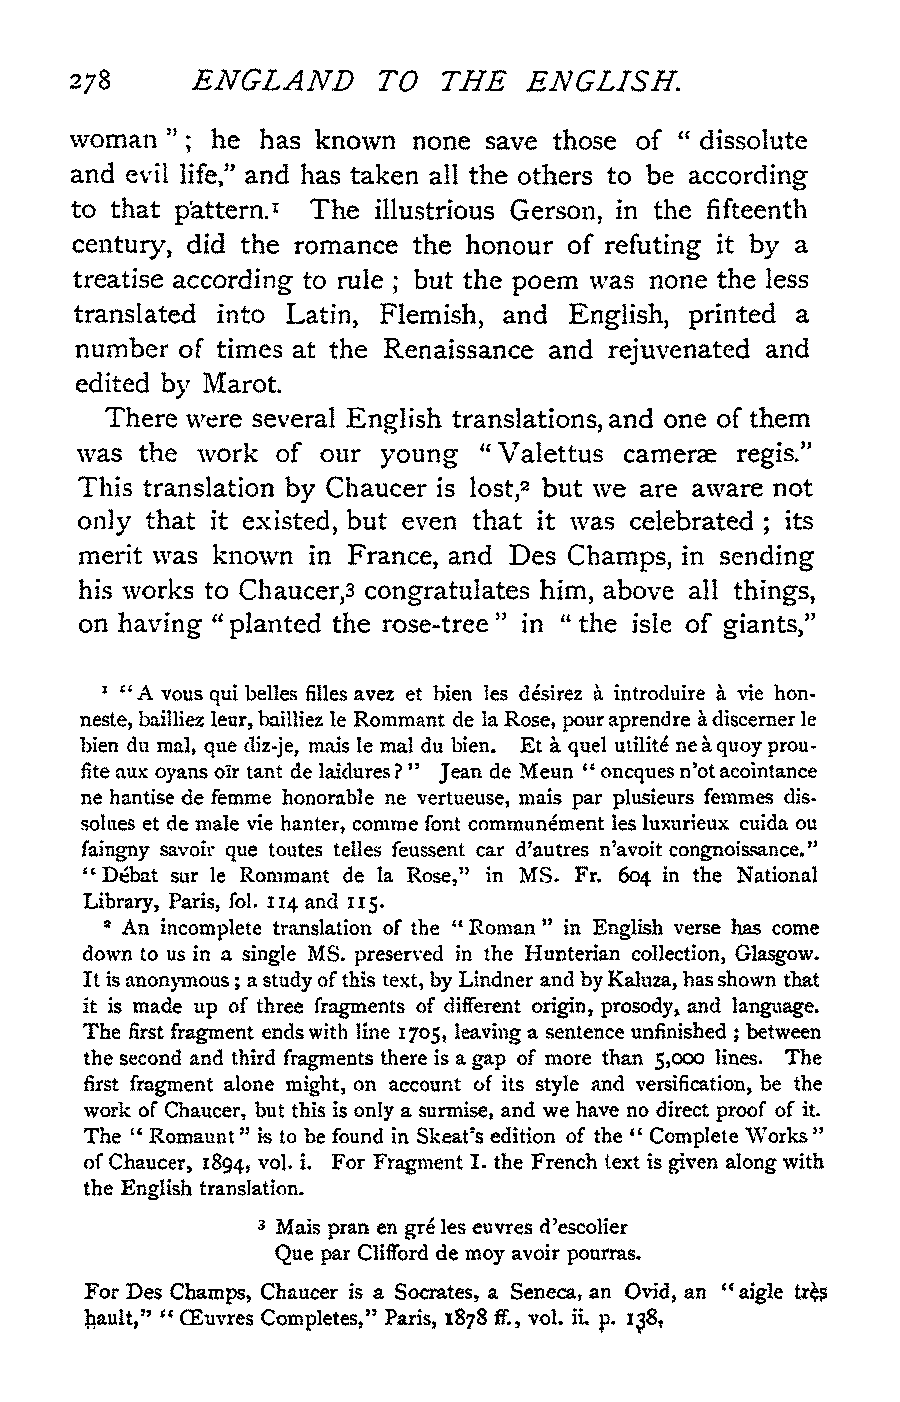 278 ENGLAND TO THE ENGLISH.
woman " ; he has known none save those of " dissolute
and evil life," and has taken all the others to be according
to that pattern.¹ The illustrious Gerson, in the fifteenth
century, did the romance the honour of refuting it by a
treatise according to rule ; but the poem was none the less
translated into Latin, Flemish, and English, printed a
number of times at the Renaissance and rejuvenated and
edited by Marot.
There were several English translations, and one of them
was the work of our young " Valettus cameræ regis."
This translation by Chaucer is lost,² but we are aware not
only that it existed, but even that it was celebrated ; its
merit was known in France, and Des Champs, in sending
his works to Chaucer,³ congratulates him, above all things,
on having " planted the rose-tree " in " the isle of giants,"
¹ "A vous qui belles filles avez et bien les désirez à introduire à vie hon-
neste, bailliez leur, bailliez le Rommant de la Rose, pour aprendre à discerner le
bien du mal, que diz-je, mais le mal du bien. Et à quel utilité ne à quoy prou-
fite aux oyans oïr tant de laidures ? " Jean de Meun " oncques n'ot acointance
ne hantise de femme honorable ne vertueuse, mais par plusieurs femmes dis-
solues et de male vie hanter, comme font communément les luxurieux cuida ou
faingny savoir que toutes telles feussent car d'autres n'avoit congnoissance."
" Débat sur le Rommant de la Rose," in MS. Fr. 604 in the National
Library, Paris, fol. 114 and 115.
² An incomplete translation of the " Roman " in English verse has come
down to us in a single MS. preserved in the Hunterian collection, Glasgow.
It is anonymous ; a study of this text, by Lindner and by Kaluza, has shown that
it is made up of three fragments of different origin, prosody, and language.
The first fragment ends with line 1705, leaving a sentence unfinished ; between
the second and third fragments there is a gap of more than 5,000 lines. The
first fragment alone might, on account of its style and versification, be the
work of Chaucer, but this is only a surmise, and we have no direct proof of it.
The " Romaunt " is to be found in Skeat's edition of the " Complete Works "
of Chaucer, 1894, vol. i. For Fragment I. the French text is given along with
the English translation.
³ Mais pran en gré les euvres d'escolier
Que par Clifford de moy avoir pourras.
For Des Champs, Chaucer is a Socrates, a Seneca, an Ovid, an " aigle très
hault," " Œuvres Completes," Paris, 1878 ff., vol. ii. p. 138,